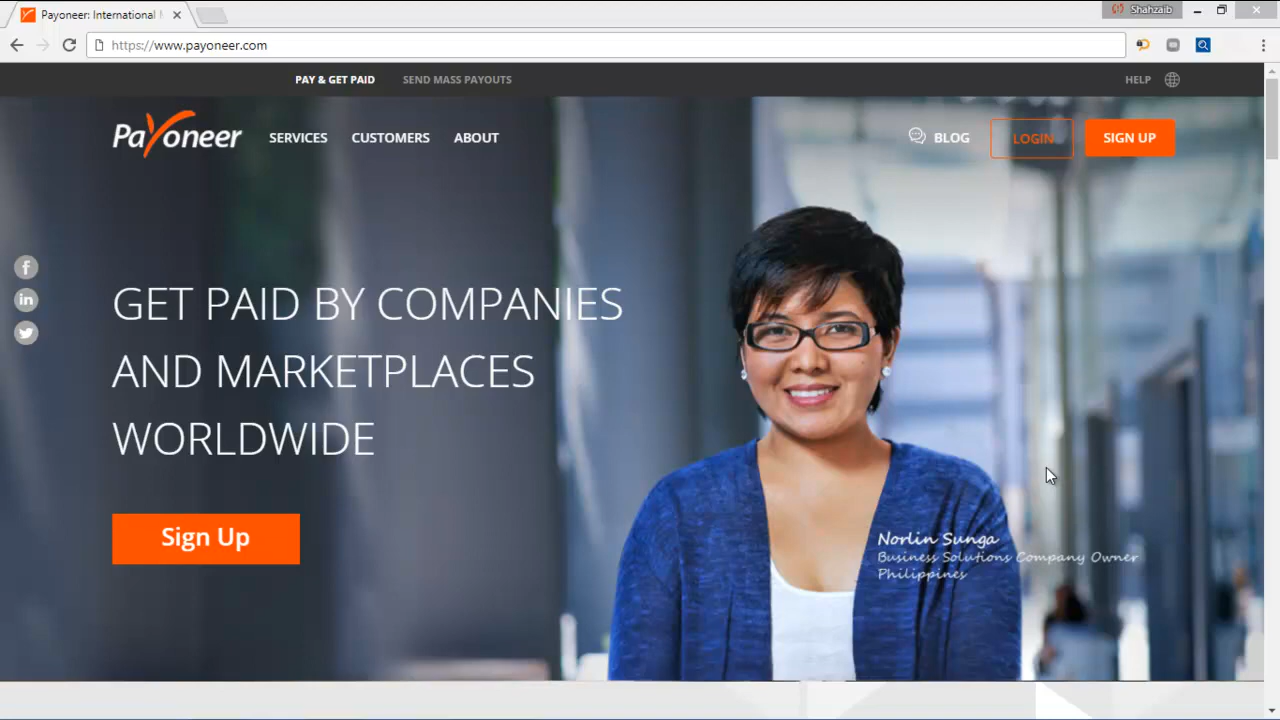 Payoneer: International M
Shahzaib
https://www.payoneer.com
PAY & GET PAID
SEND MASS PAYOUTS
HELP
Payoneer
SERVICES
CUSTOMERS
ABOUT
BLOG
LOGIN
SIGN UP
GET PAID BY COMPANIES
AND MARKETPLACES
WORLDWIDE
Sign Up
Norlin Sunga
Business Solutions Company Owner
Philippines